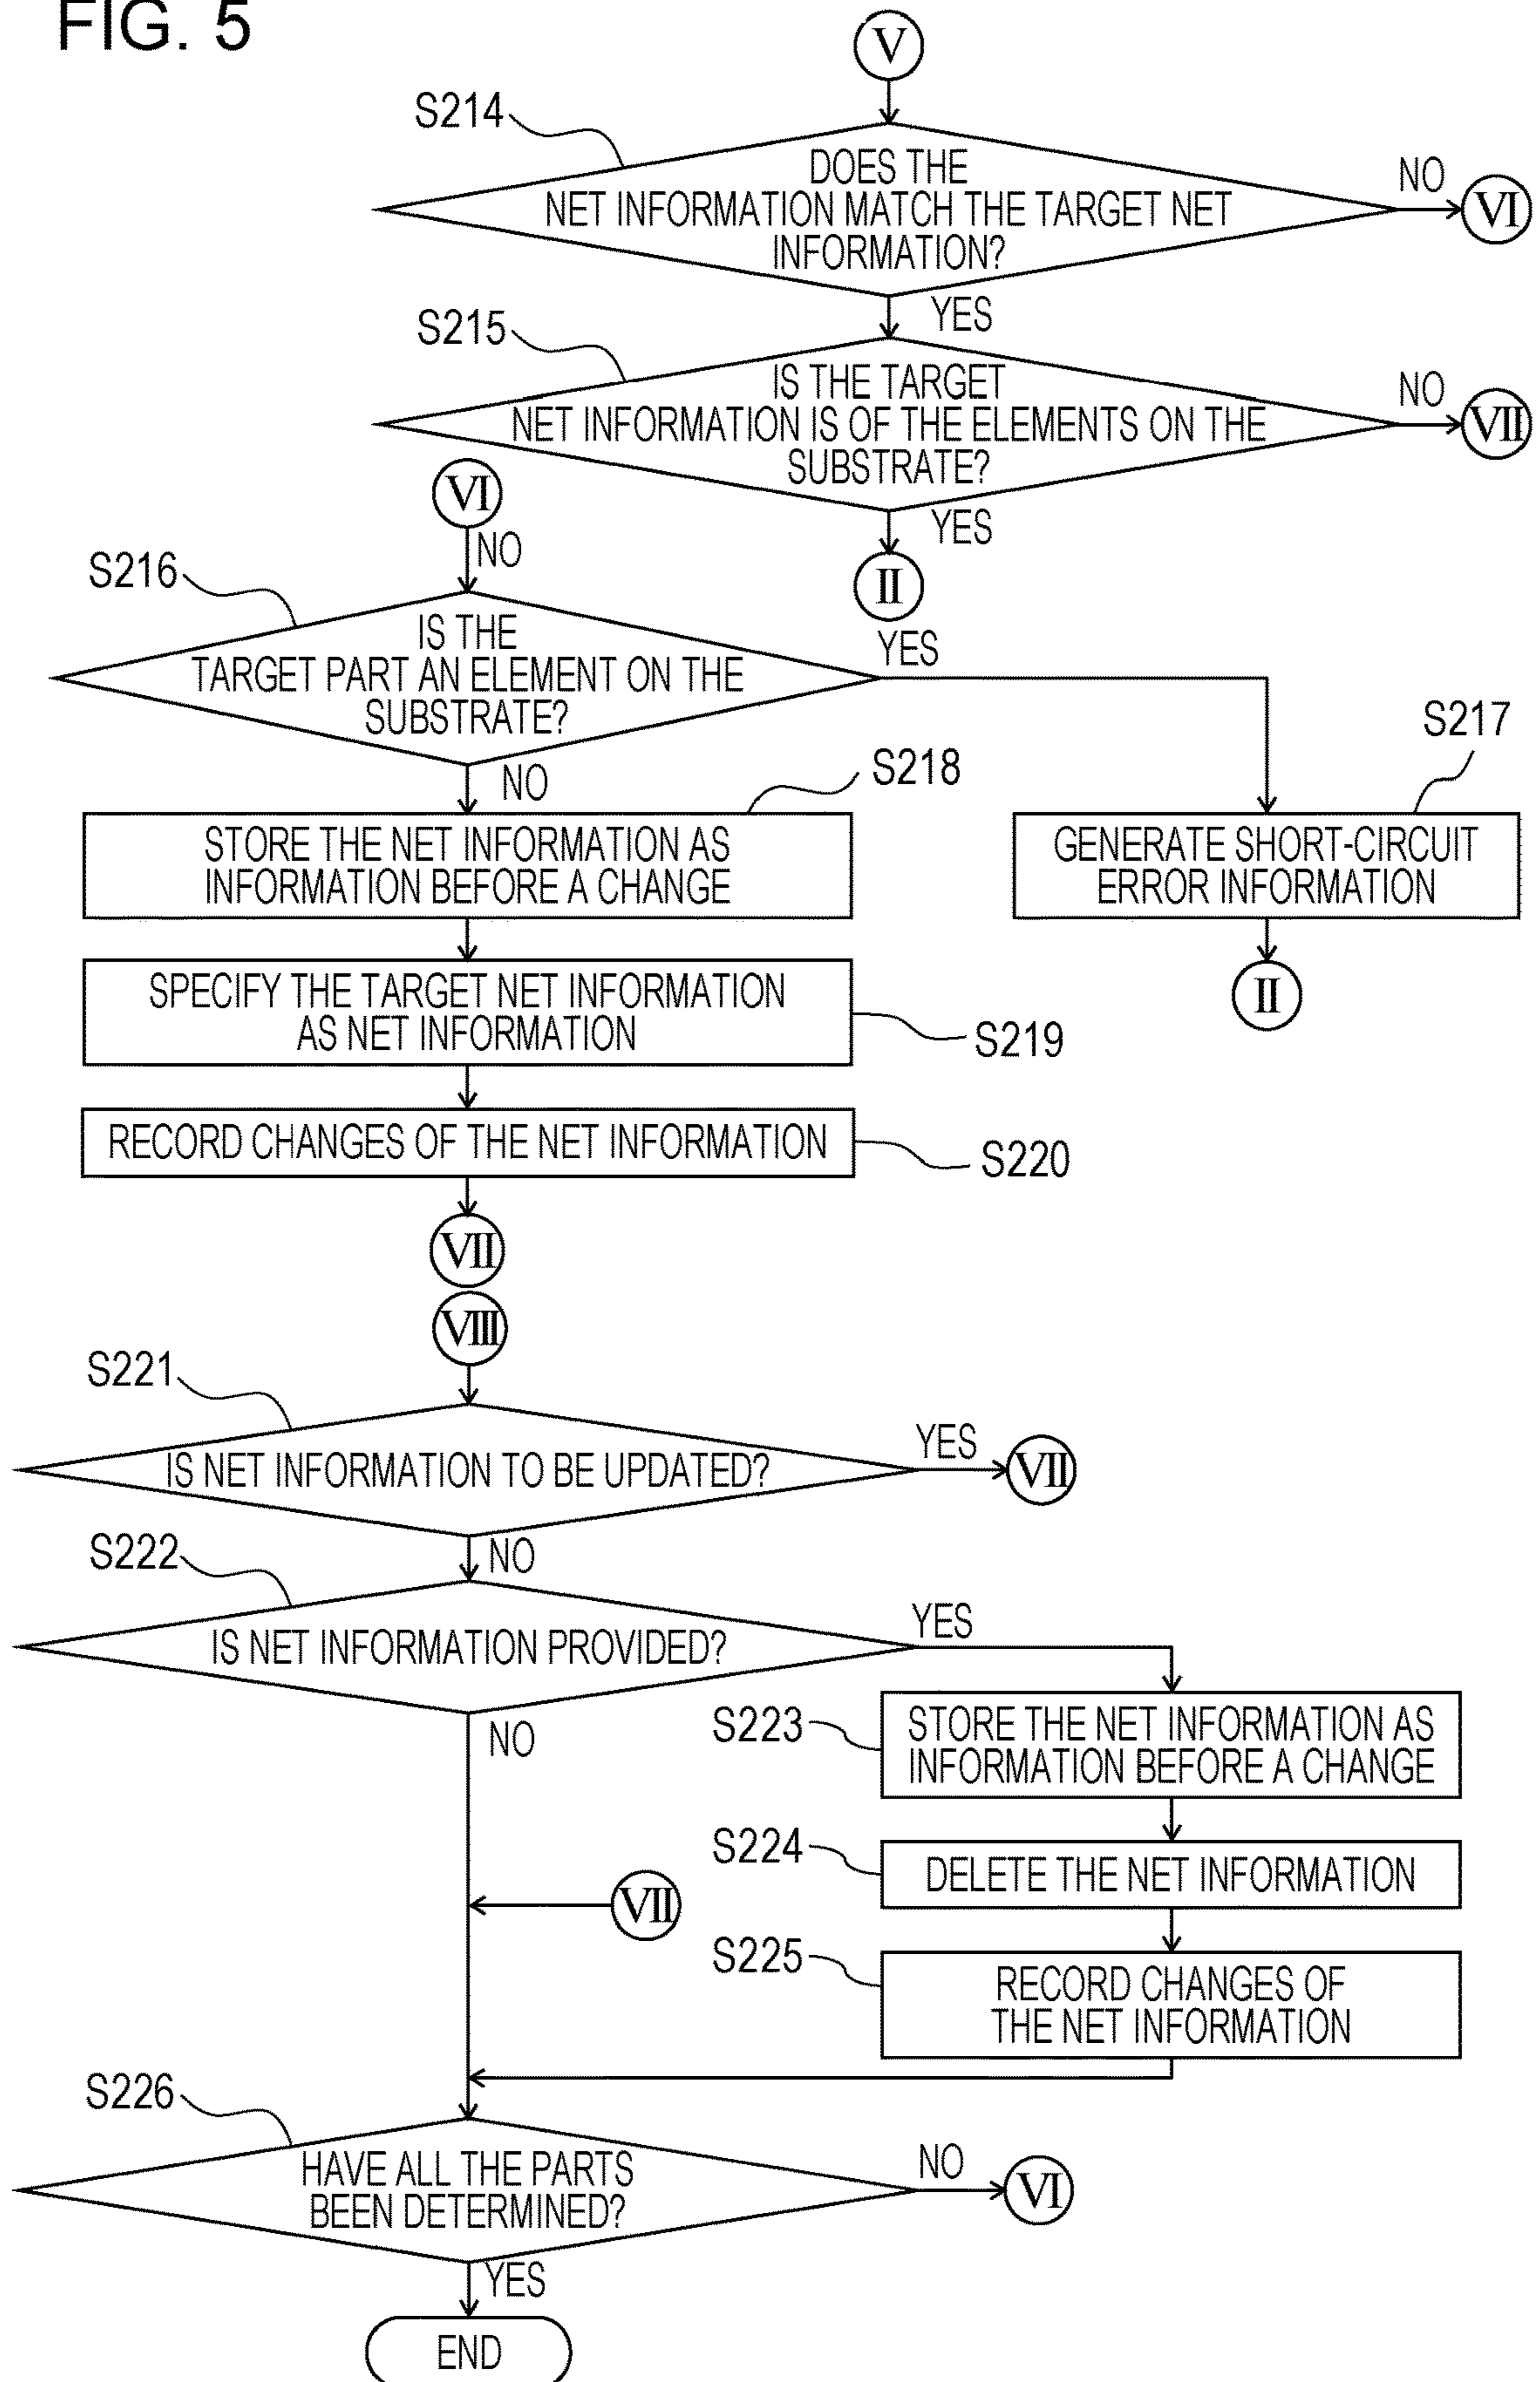 FIG. 5
V
S214
DOES THE
NET INFORMATION MATCH THE TARGET NET
INFORMATION?
NO
VI
YES
S215
IS THE TARGET
NET INFORMATION IS OF THE ELEMENTS ON THE
SUBSTRATE?
NO
VII
YES
II
VI
NO
S216
IS THE
TARGET PART AN ELEMENT ON THE
SUBSTRATE?
YES
S217
GENERATE SHORT-CIRCUIT
ERROR INFORMATION
II
NO
S218
STORE THE NET INFORMATION AS
INFORMATION BEFORE A CHANGE
SPECIFY THE TARGET NET INFORMATION
AS NET INFORMATION
S219
RECORD CHANGES OF THE NET INFORMATION
S220
VII
VIII
S221
IS NET INFORMATION TO BE UPDATED?
YES
VII
NO
S222
IS NET INFORMATION PROVIDED?
YES
NO
S223
STORE THE NET INFORMATION AS
INFORMATION BEFORE A CHANGE
S224
DELETE THE NET INFORMATION
VII
S225
RECORD CHANGES OF
THE NET INFORMATION
S226
HAVE ALL THE PARTS
BEEN DETERMINED?
NO
VI
YES
END